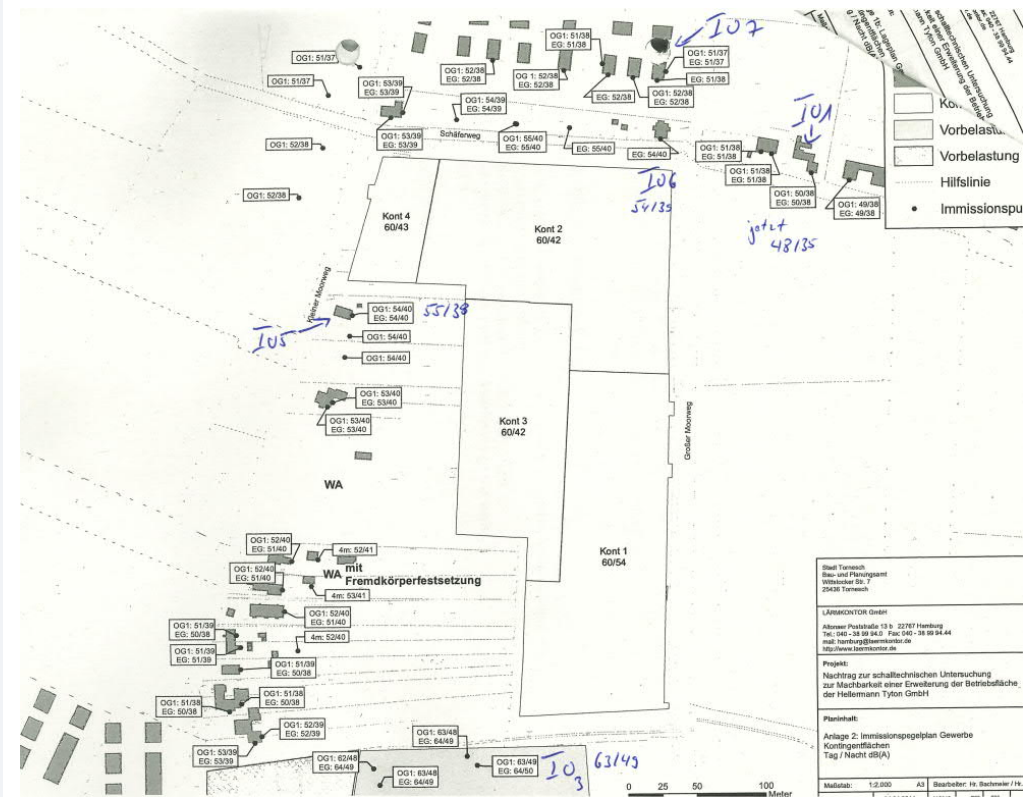 OG1: 51/37
OG1: 51/37
OG1: 53/39
EG: 53/39
OG1: 52/38
EG: 52/38
OG1: 54/39
EG: 54/39
OG1: 52/38
EG: 52/38
OG1: 51/38
EG: 51/38
EG: 52/38
IO7
OG1: 51/37
EG: 51/37
EG: 51/38
OG1: 52/38
EG: 52/38
OG1: 52/38
OG1: 53/39
EG: 53/39
Schäferweg
OG1: 55/40
EG: 55/40
EG: 55/40
EG: 54/40
OG1: 51/38
EG: 51/38
OG1: 51/38
EG: 51/38
IO1
OG1: 50/38
EG: 50/38
OG1: 49/38
EG: 49/38
Vorbelastung
Hilfslinie
Immissionspu
OG1: 52/38
IO6
54/39
jetzt
48/35
Kont 4
60/43
Kont 2
60/42
Kleiner Moorweg
OG1: 54/40
EG: 54/40
55/38
IO5
OG1: 54/40
OG1: 54/40
OG1: 53/40
EG: 53/40
OG1: 53/40
EG: 53/40
Kont 3
60/42
Großer Moorweg
WA
Kont 1
60/54
OG1: 52/40
EG: 51/40
4m: 52/41
WA mit
Fremdkörperfestsetzung
OG1: 52/40
EG: 51/40
4m: 53/41
OG1: 52/40
EG: 51/40
OG1: 51/39
EG: 50/38
4m: 52/40
OG1: 51/39
EG: 51/39
OG1: 51/39
EG: 50/38
OG1: 51/38
EG: 50/38
OG1: 51/38
EG: 50/38
OG1: 52/39
EG: 52/39
OG1: 53/39
EG: 53/39
OG1: 62/48
EG: 64/49
OG1: 63/48
EG: 64/49
OG1: 63/48
EG: 64/49
OG1: 63/49
EG: 64/50
IO3
63/49
0 25 50 100
Meter
Stadt Tornesch
Bau- und Planungsamt
Wittstocker Str. 7
25436 Tornesch
LÄRMKONTOR GmbH
Altonaer Poststraße 13 b 22767 Hamburg
Tel.: 040 - 38 99 94.0 Fax: 040 - 38 99 94.44
mail: hamburg@laermkontor.de
http://www.laermkontor.de
Projekt:
Nachtrag zur schalltechnischen Untersuchung
zur Machbarkeit einer Erweiterung der Betriebsfläche
der Hellermann Tyton GmbH
Planinhalt:
Anlage 2: Immissionspegelplan Gewerbe
Kontingentflächen
Tag / Nacht dB(A)
Maßstab: 1:2.000 A3 Bearbeiter: Hr. Bachmeier / Hr.